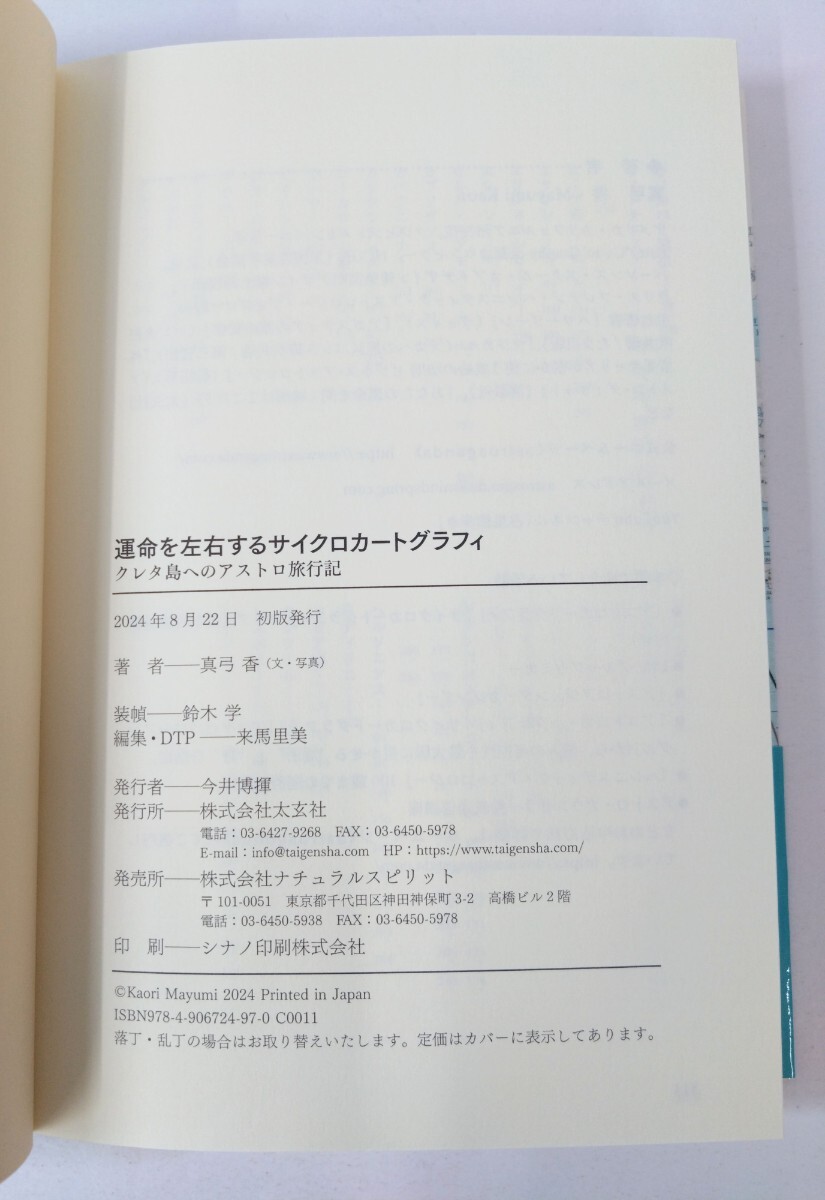 運命を左右するサイクロカートグラフィ
クレタ島へのアストロ旅行記
2024年8月22日　初版発行
著　者――真弓 香（文・写真）
装幀――鈴木 学
編集・DTP――来馬里美
発行者――今井博揮
発行所――株式会社太玄社
電話：03-6427-9268　FAX：03-6450-5978
E-mail：info@taigensha.com　HP：https://www.taigensha.com/
発売所――株式会社ナチュラルスピリット
〒101-0051　東京都千代田区神田神保町3-2　高橋ビル2階
電話：03-6450-5938　FAX：03-6450-5978
印　刷――シナノ印刷株式会社
©Kaori Mayumi 2024 Printed in Japan
ISBN978-4-906724-97-0 C0011
落丁・乱丁の場合はお取り替えいたします。定価はカバーに表示してあります。